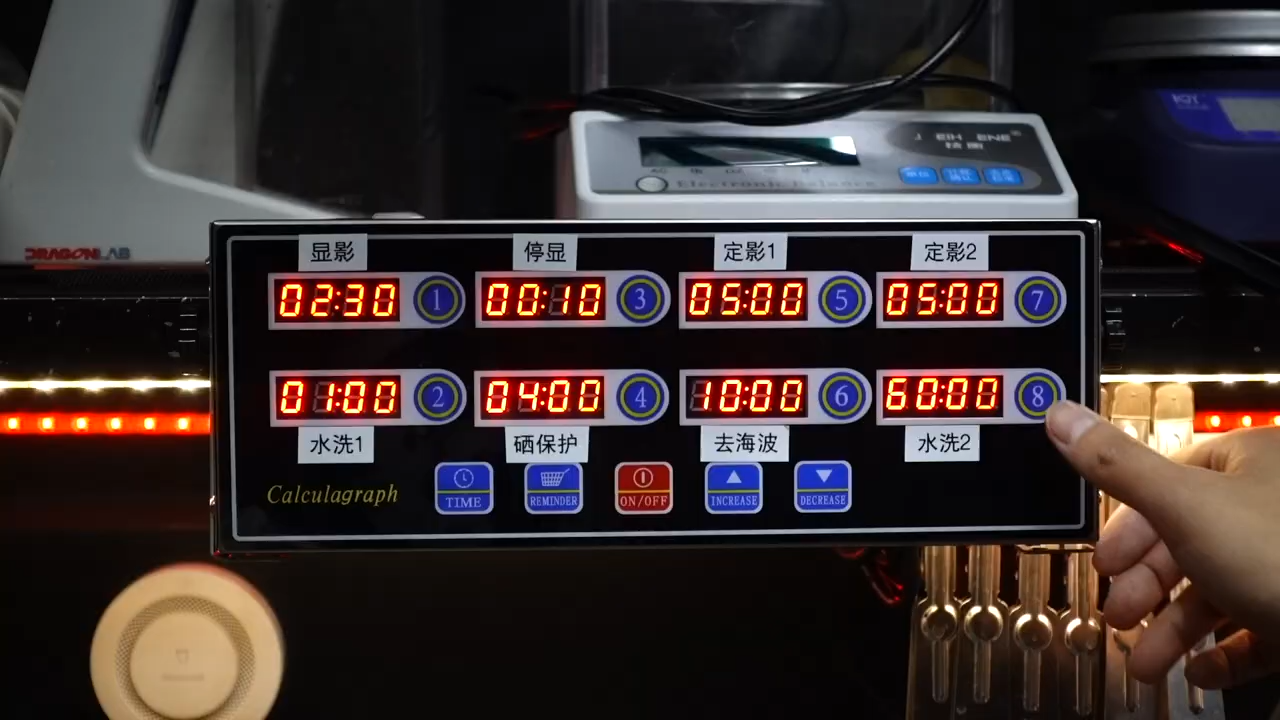 Electronic Balance
DRAGONLAB
显影
停显
定影1
定影2
02:30
1
00:10
3
05:00
5
05:00
7
01:00
2
04:00
4
10:00
6
60:00
8
水洗1
硒保护
去海波
水洗2
Calculagraph
TIME
REMINDER
ON/OFF
INCREASE
DECREASE